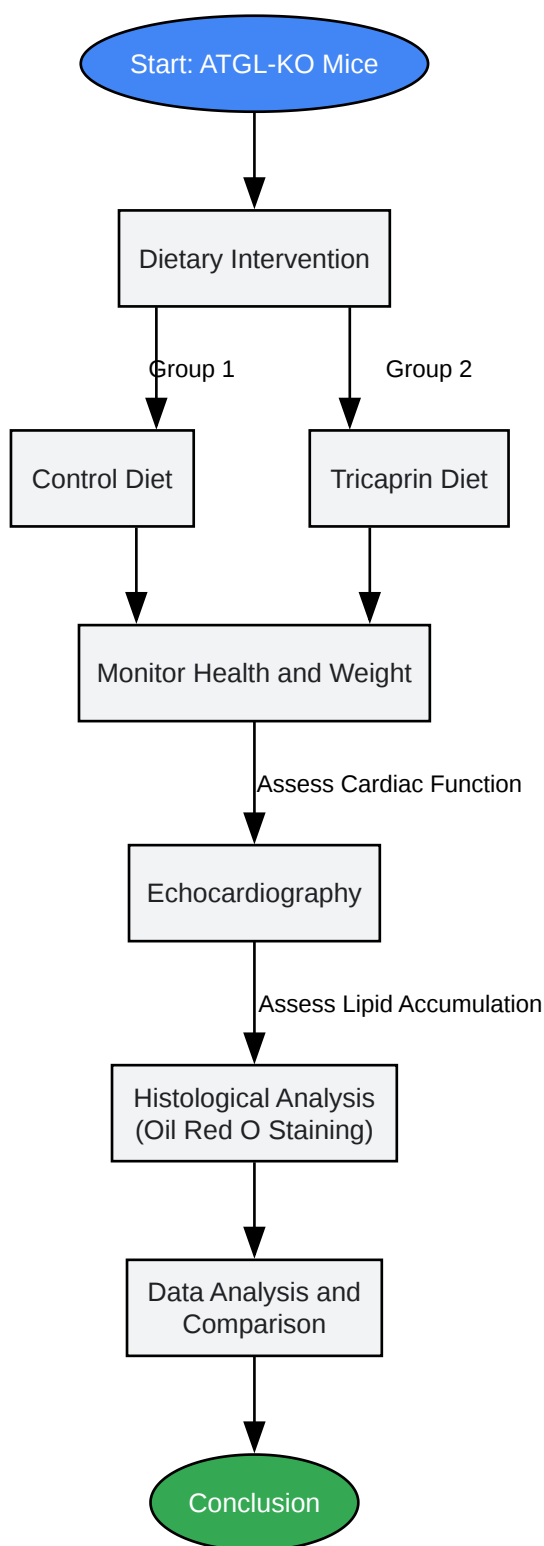 Start: ATGL-KO Mice
Dietary Intervention
Group 1
Group 2
Control Diet
Tricaprin Diet
Monitor Health and Weight
Assess Cardiac Function
Echocardiography
Assess Lipid Accumulation
Histological Analysis
(Oil Red O Staining)
Data Analysis and
Comparison
Conclusion